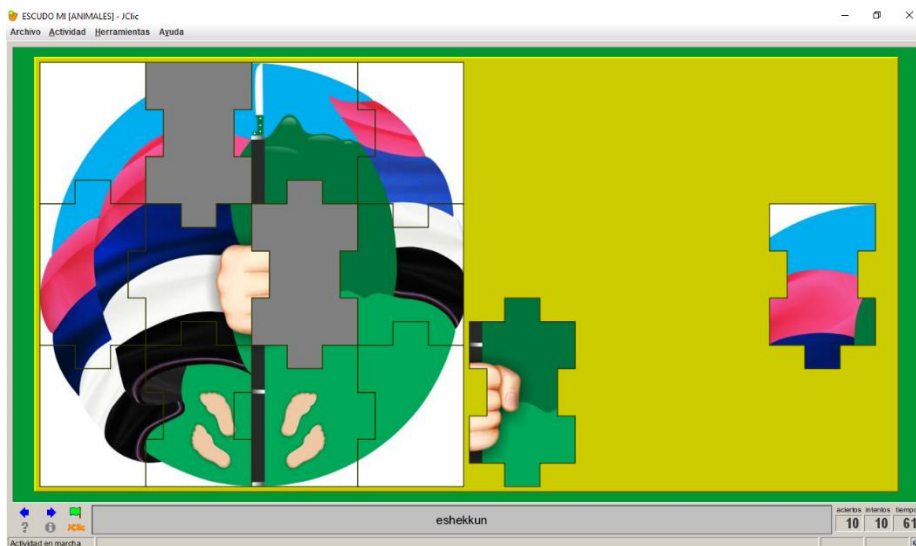 ESCUDO MI [ANIMALES] - JClic
Archivo Actividad Herramientas Ayuda
eshekkun
aciertos intentos tiempo
10 10 61
JClic
Actividad en marcha